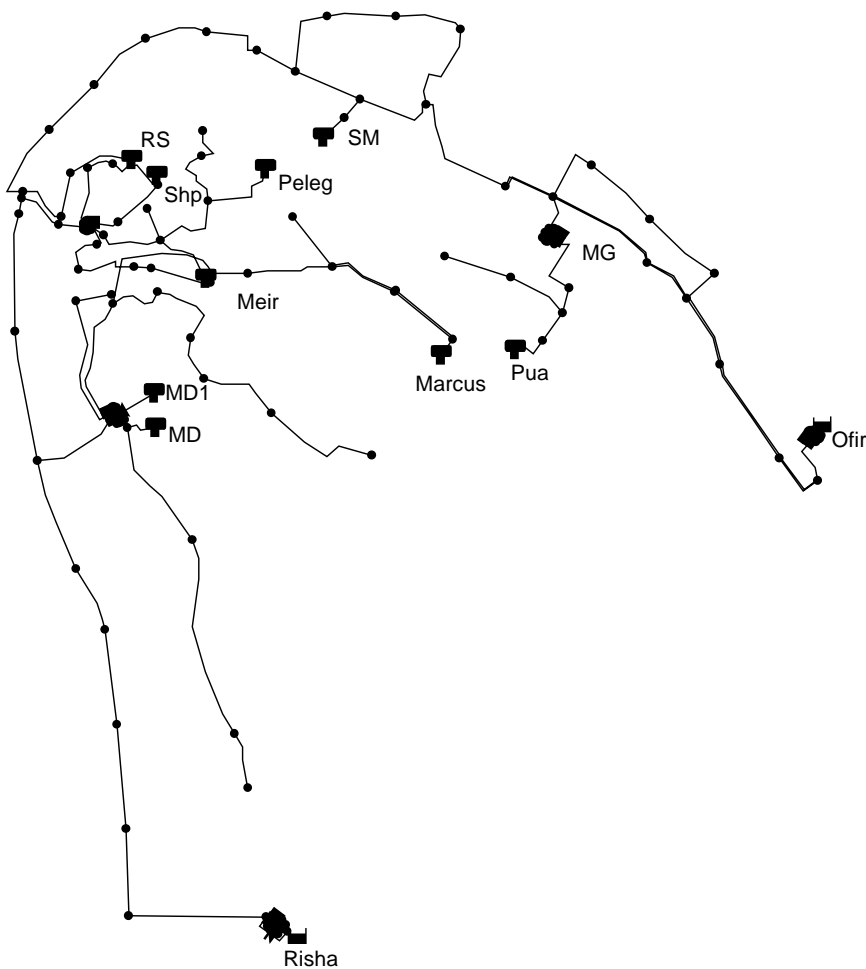 RS
SM
Shp
Peleg
MG
Meir
Marcus
Pua
MD1
MD
Ofir
Risha